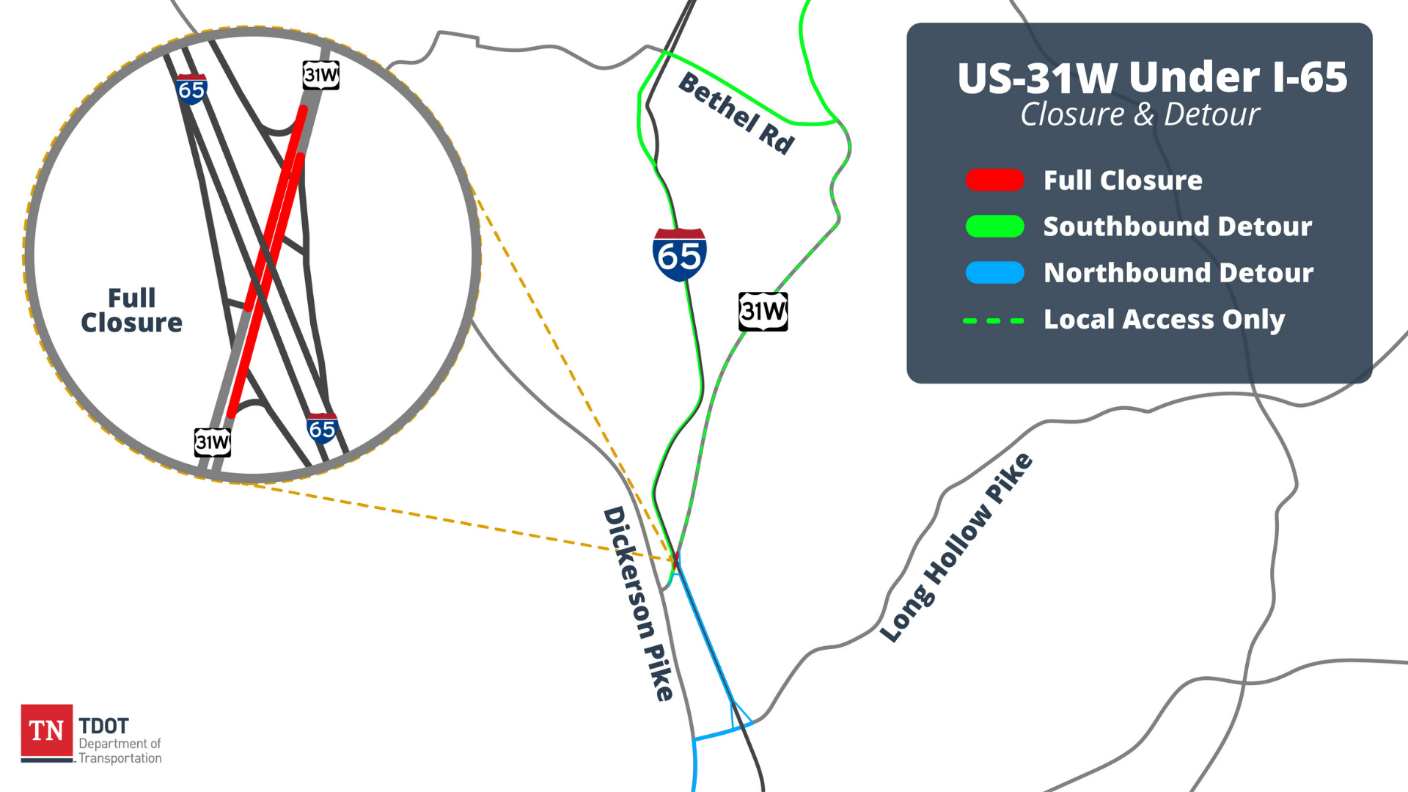 65
31W
Full
Closure
31W
65
Bethel Rd
65
31W
Dickerson Pike
Long Hollow Pike
US-31W Under I-65
Closure & Detour
Full Closure
Southbound Detour
Northbound Detour
Local Access Only
TN
TDOT
Department of
Transportation